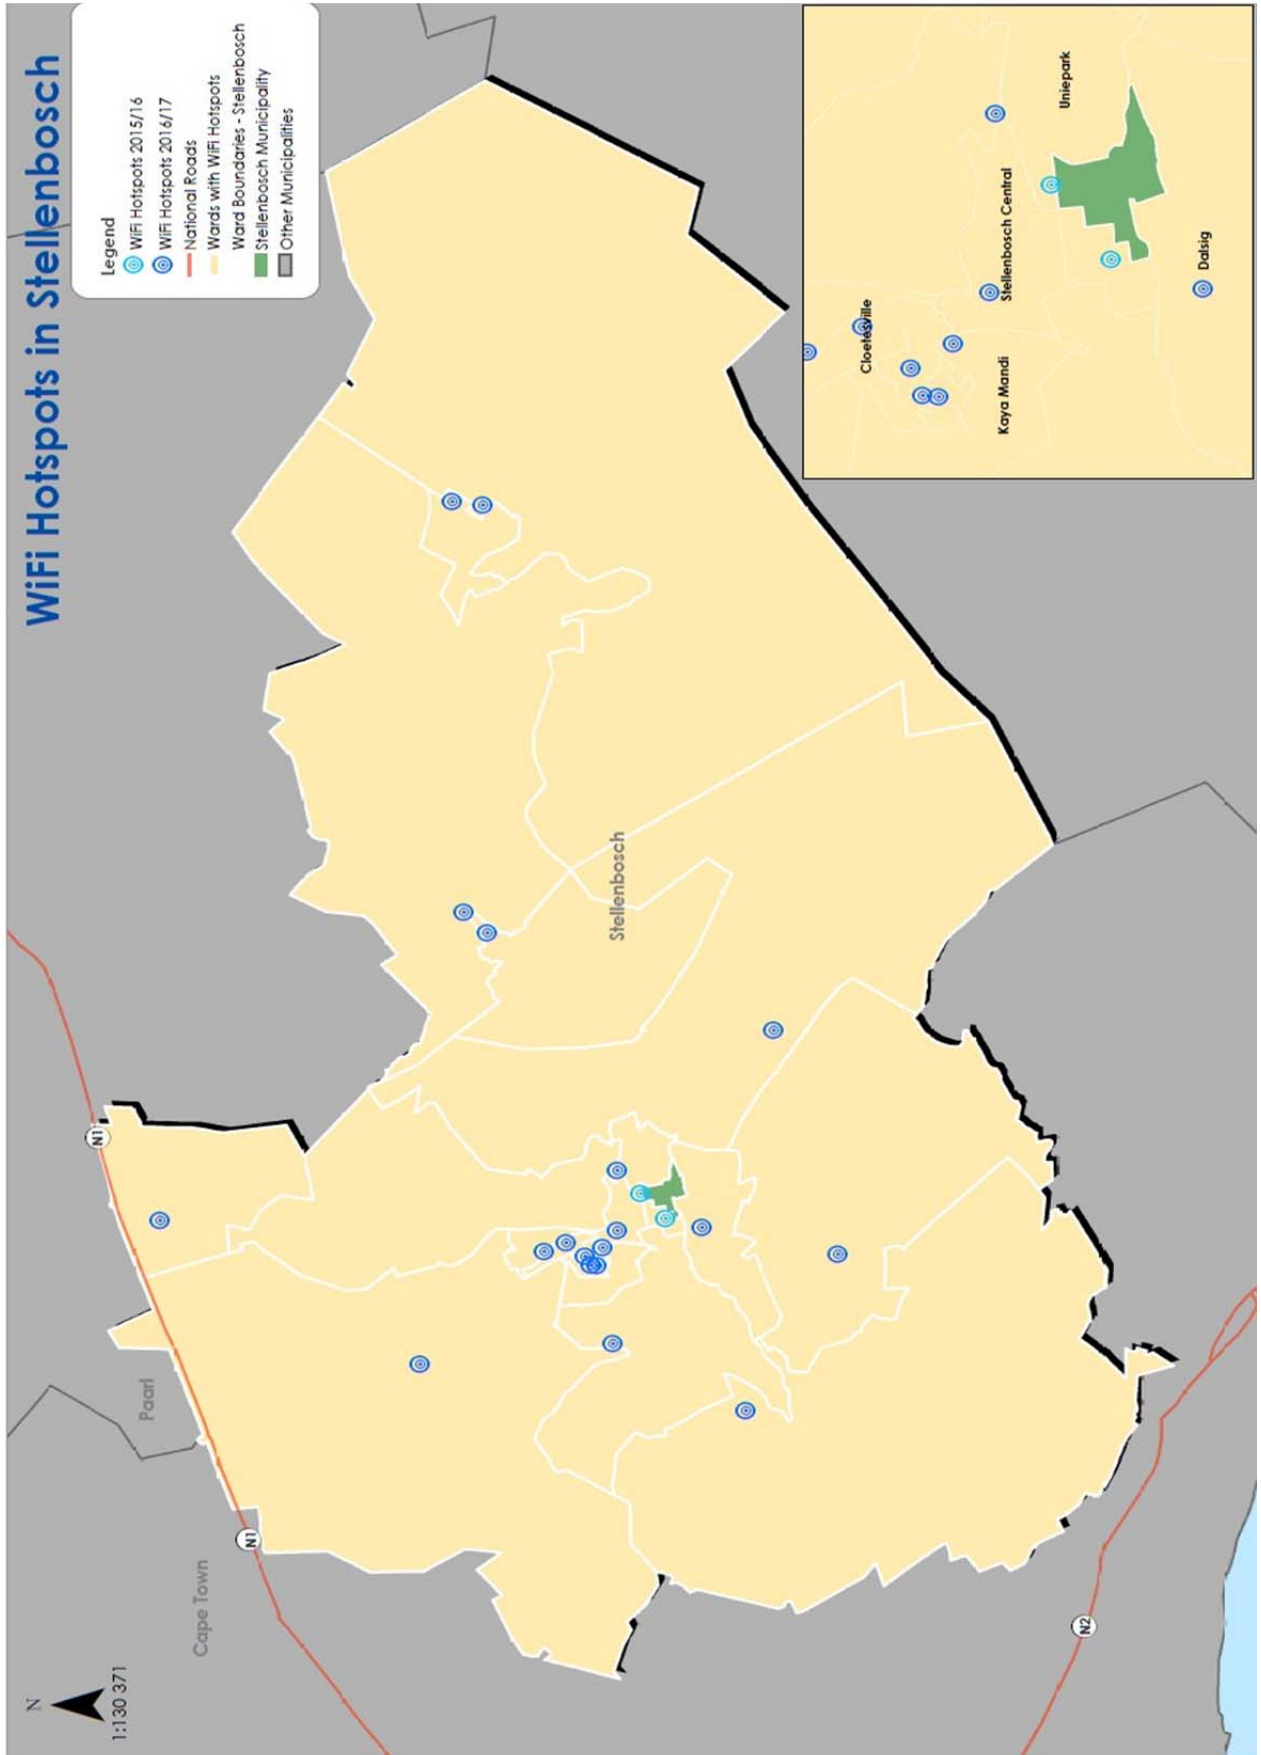 WiFi Hotspots in Stellenbosch
Legend
WiFi Hotspots 2015/16
WiFi Hotspots 2016/17
National Roads
Wards with WiFi Hotspots
Ward Boundaries - Stellenbosch
Stellenbosch Municipality
Other Municipalities
N
1:130 371
Cape Town
Paarl
N1
N1
Stellenbosch
N2
Cloetesville
Kaya Mandi
Stellenbosch Central
Uniepark
Dalsig